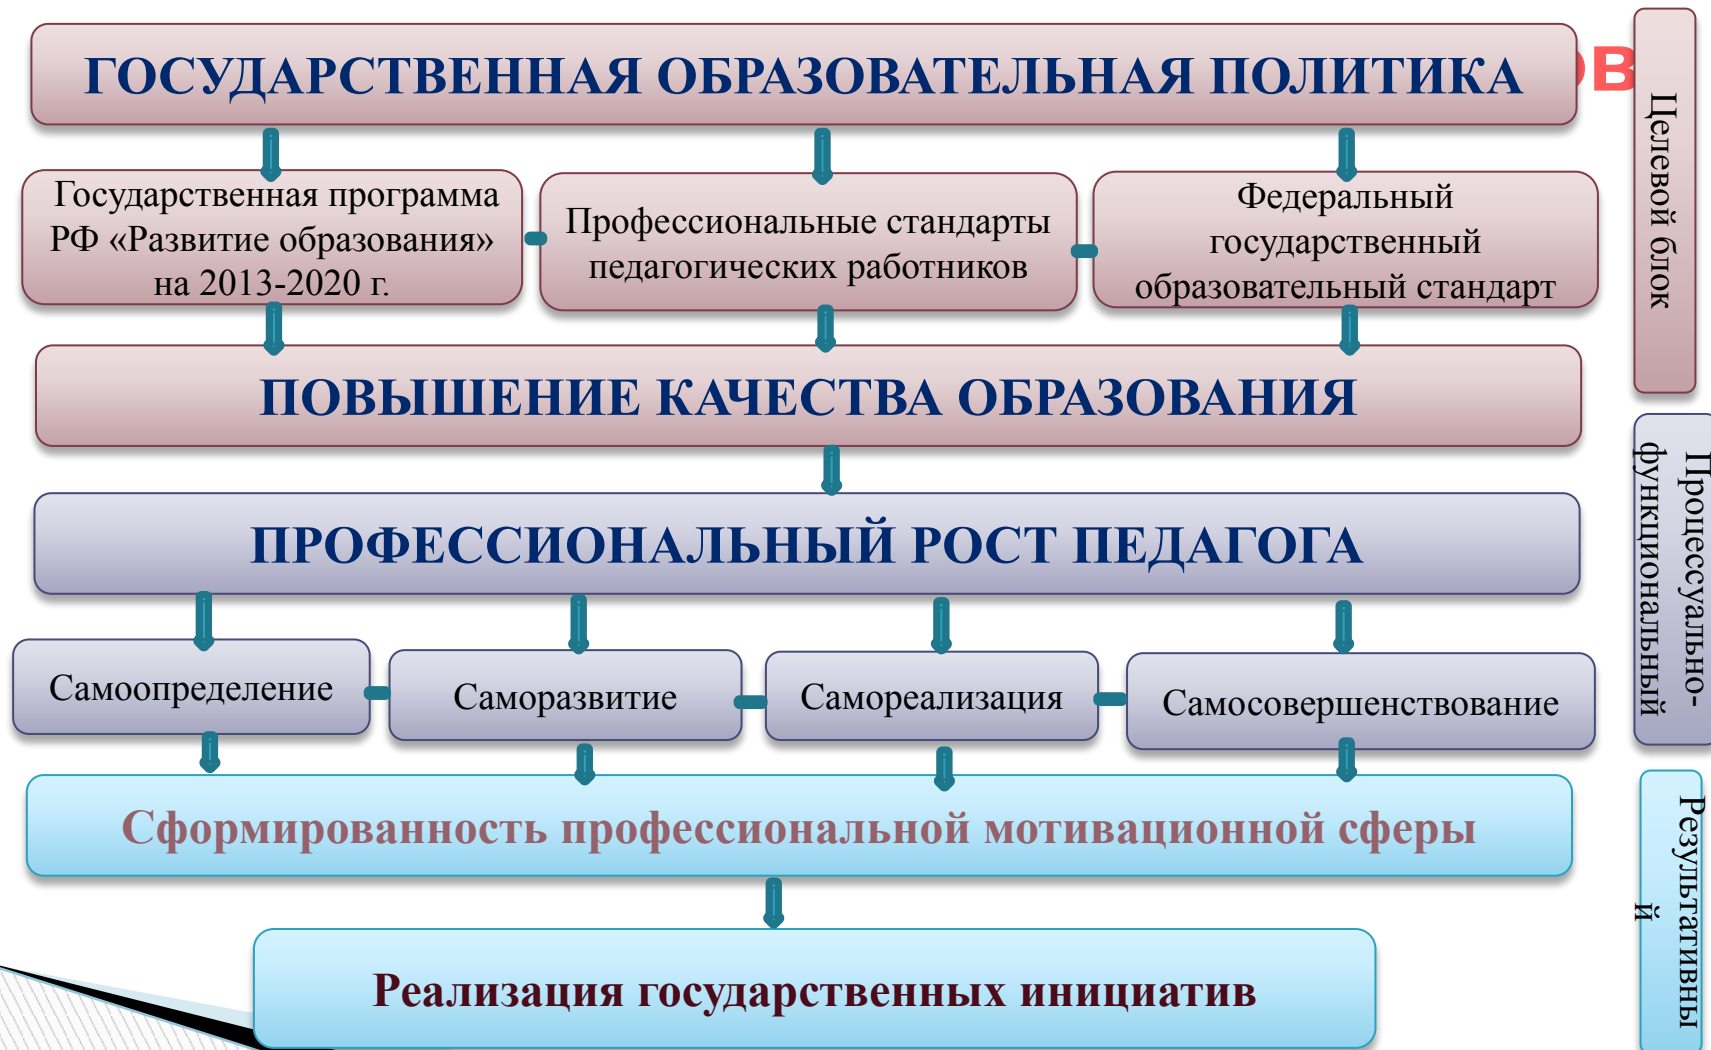 ГОСУДАРСТВЕННАЯ ОБРАЗОВАТЕЛЬНАЯ ПОЛИТИКА
Государственная программа
РФ «Развитие образования»
на 2013-2020 г.
Профессиональные стандарты
педагогических работников
Федеральный
государственный
образовательный стандарт
ПОВЫШЕНИЕ КАЧЕСТВА ОБРАЗОВАНИЯ
Целевой блок
ПРОФЕССИОНАЛЬНЫЙ РОСТ ПЕДАГОГА
Самоопределение
Саморазвитие
Самореализация
Самосовершенствование
Процессуально-
функциональный
Сформированность профессиональной мотивационной сферы
Реализация государственных инициатив
Результативны
й